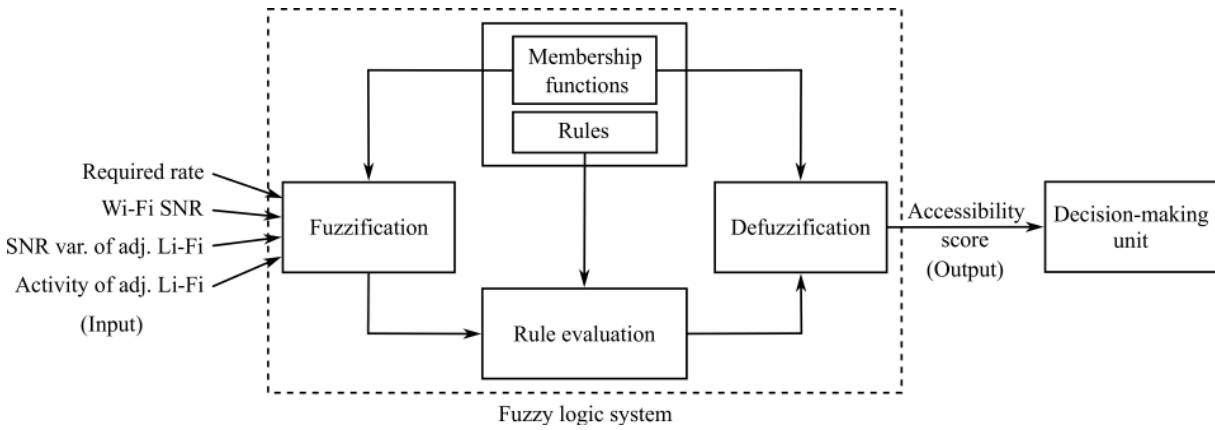 Membership
functions
Rules
Required rate
Wi-Fi SNR
SNR var. of adj. Li-Fi
Activity of adj. Li-Fi
(Input)
Fuzzification
Rule evaluation
Defuzzification
Accessibility
score
(Output)
Decision-making
unit
Fuzzy logic system